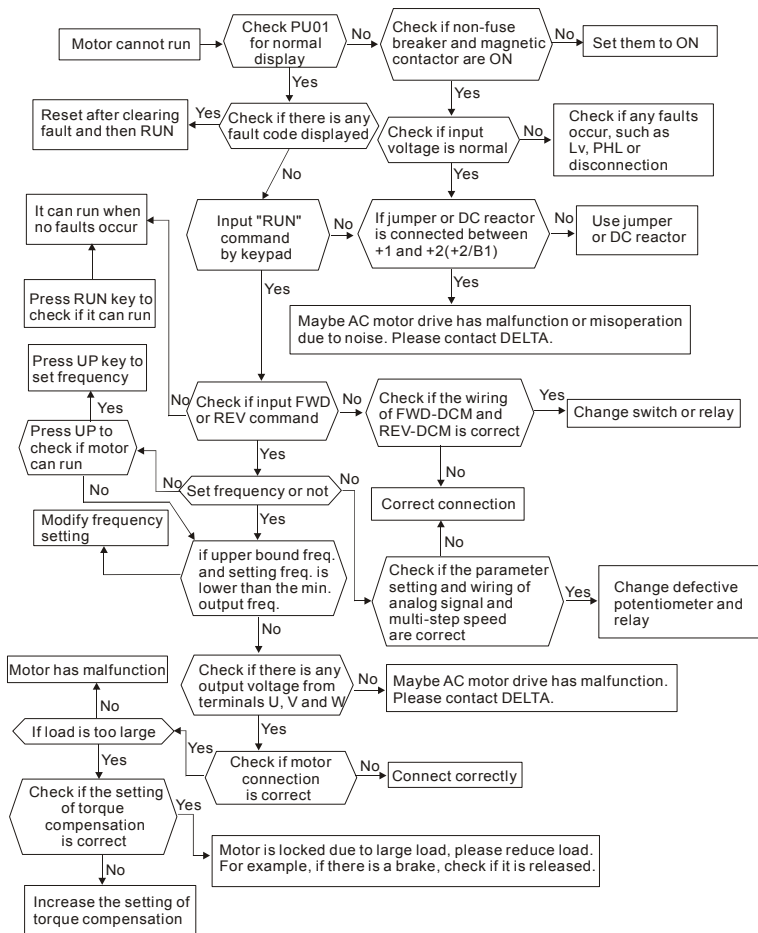 Motor cannot run
Check PU01
for normal
display
No
Check if non-fuse
breaker and magnetic
contactor are ON
No
Set them to ON
Yes
Yes
Reset after clearing
fault and then RUN
Yes
Check if there is any
fault code displayed
Check if input
voltage is normal
No
Check if any faults
occur, such as
Lv, PHL or
disconnection
No
Yes
It can run when
no faults occur
Input "RUN"
command
by keypad
No
If jumper or DC reactor
is connected between
+1 and +2(+2/B1)
No
Use jumper
or DC reactor
Press RUN key to
check if it can run
Yes
Yes
Maybe AC motor drive has malfunction or misoperation
due to noise. Please contact DELTA.
Press UP key to
set frequency
No
Check if input FWD
or REV command
No
Check if the wiring
of FWD-DCM and
REV-DCM is correct
Yes
Change switch or relay
Yes
Press UP to
check if motor
can run
Yes
No
No
Set frequency or not
No
No
Correct connection
Modify frequency
setting
Yes
No
if upper bound freq.
and setting freq. is
lower than the min.
output freq.
Check if the parameter
setting and wiring of
analog signal and
multi-step speed
are correct
Yes
Change defective
potentiometer and
relay
No
Motor has malfunction
Check if there is any
output voltage from
terminals U, V and W
No
Maybe AC motor drive has malfunction.
Please contact DELTA.
No
Yes
If load is too large
Yes
Check if motor
connection
is correct
No
Connect correctly
Yes
Check if the setting
of torque
compensation
is correct
Yes
Motor is locked due to large load, please reduce load.
For example, if there is a brake, check if it is released.
No
Increase the setting of
torque compensation